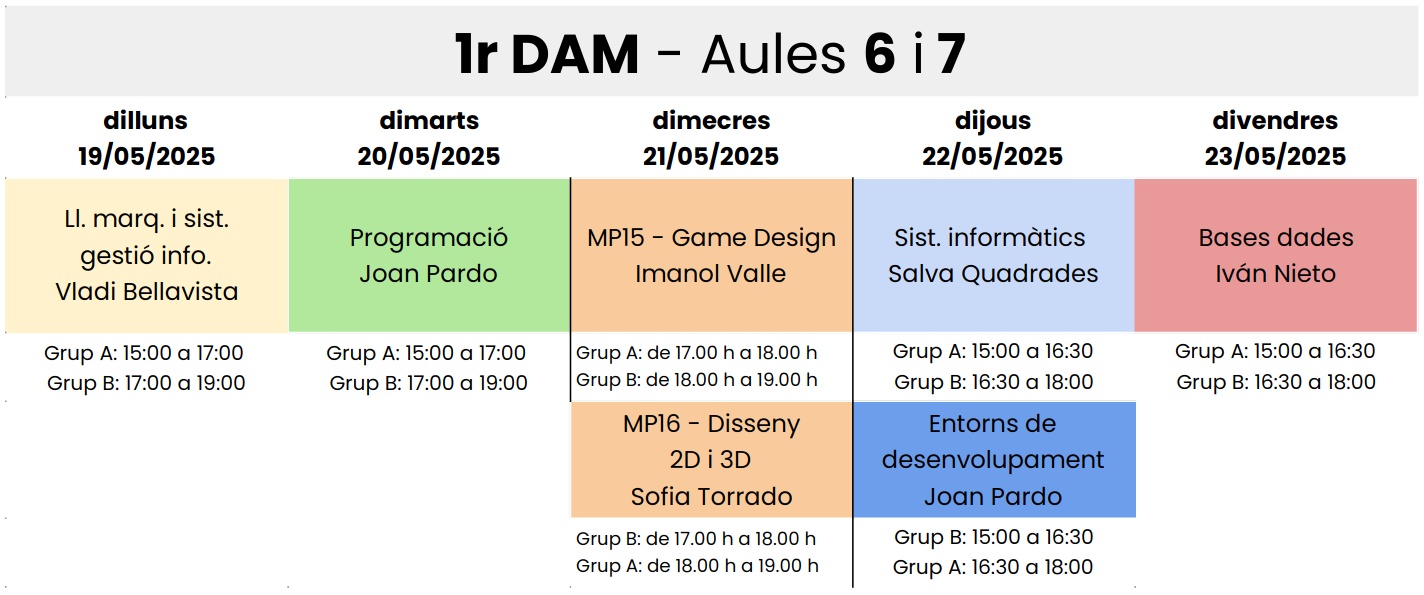 1r DAM - Aules 6 i 7
dilluns
19/05/2025
dimarts
20/05/2025
dimecres
21/05/2025
dijous
22/05/2025
divendres
23/05/2025
Ll. marq. i sist.
gestió info.
Vladi Bellavista
Programació
Joan Pardo
MP15 - Game Design
Imanol Valle
Sist. informàtics
Salva Quadrades
Bases dades
Iván Nieto
Grup A: 15:00 a 17:00
Grup B: 17:00 a 19:00
Grup A: 15:00 a 17:00
Grup B: 17:00 a 19:00
Grup A: de 17.00 h a 18.00 h
Grup B: de 18.00 h a 19.00 h
Grup A: 15:00 a 16:30
Grup B: 16:30 a 18:00
Grup A: 15:00 a 16:30
Grup B: 16:30 a 18:00
MP16 - Disseny
2D i 3D
Sofia Torrado
Entorns de
desenvolupament
Joan Pardo
Grup B: de 17.00 h a 18.00 h
Grup A: de 18.00 h a 19.00 h
Grup B: 15:00 a 16:30
Grup A: 16:30 a 18:00